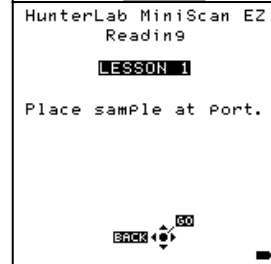 HunterLab MiniScan EZ
Reading
LESSON 1
Place sample at port.
GO
BACK